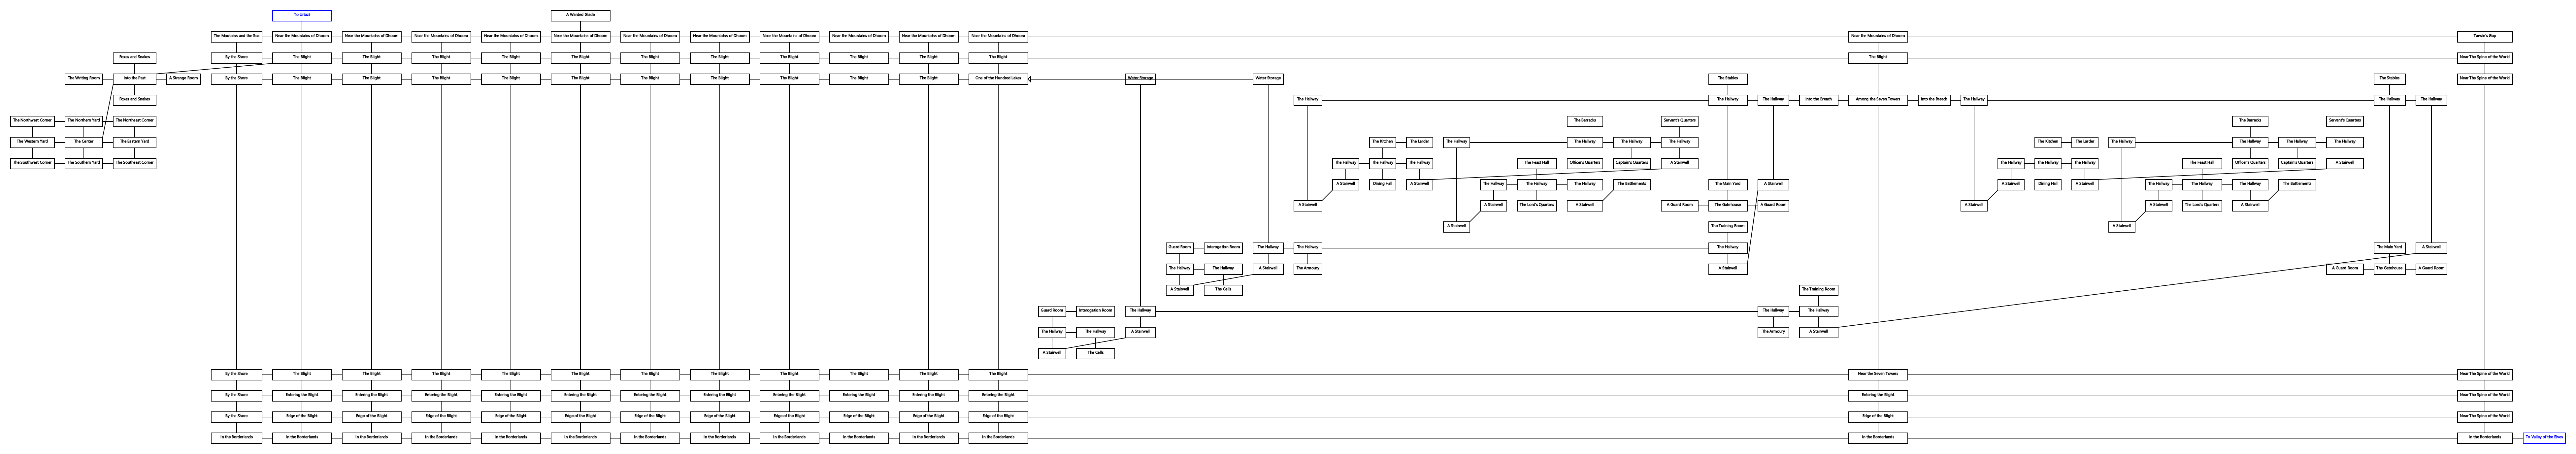 To Urdazi A Warded Glade
The Moutains and the Sea Near the Mountains of Dhoom Near the Mountains of Dhoom Near the Mountains of Dhoom Near the Mountains of Dhoom Near the Mountains of Dhoom Near the Mountains of Dhoom Near the Mountains of Dhoom Near the Mountains of Dhoom Near the Mountains of Dhoom Near the Mountains of Dhoom Near the Mountains of Dhoom Near the Mountains of Dhoom Tarwin's Gap
Foxes and Snakes By the Shore The Blight The Blight The Blight The Blight The Blight The Blight The Blight The Blight The Blight The Blight The Blight The Blight Near The Spine of the World
The Writing Room Into the Past A Strange Room By the Shore The Blight The Blight The Blight The Blight The Blight The Blight The Blight The Blight The Blight The Blight One of the Hundred Lakes Water Storage Water Storage The Stables The Stables Near The Spine of the World
Foxes and Snakes The Hallway The Hallway The Hallway Into the Breach Among the Seven Towers Into the Breach The Hallway The Hallway The Hallway
The Northwest Corner The Northern Yard The Northeast Corner The Barracks Servent's Quarters The Barracks Servent's Quarters
The Western Yard The Center The Eastern Yard The Kitchen The Larder The Hallway The Hallway The Hallway The Hallway The Kitchen The Larder The Hallway The Hallway The Hallway The Hallway
The Southwest Corner The Southern Yard The Southeast Corner The Hallway The Hallway The Hallway The Feast Hall Officer's Quarters Captain's Quarters A Stairwell The Hallway The Hallway The Hallway The Feast Hall Officer's Quarters Captain's Quarters A Stairwell
A Stairwell Dining Hall A Stairwell The Hallway The Hallway The Hallway The Battlements The Main Yard A Stairwell A Stairwell Dining Hall A Stairwell The Hallway The Hallway The Hallway The Battlements
A Stairwell A Stairwell The Lord's Quarters A Stairwell A Guard Room The Gatehouse A Guard Room A Stairwell A Stairwell The Lord's Quarters A Stairwell
A Stairwell The Training Room A Stairwell
Guard Room Interogation Room The Hallway The Hallway The Hallway The Main Yard A Stairwell
The Hallway The Hallway A Stairwell The Armoury A Stairwell A Guard Room The Gatehouse A Guard Room
A Stairwell The Cells The Training Room
Guard Room Interogation Room The Hallway The Hallway The Hallway
The Hallway The Hallway A Stairwell The Armoury A Stairwell
A Stairwell The Cells
By the Shore The Blight The Blight The Blight The Blight The Blight The Blight The Blight The Blight The Blight The Blight The Blight Near the Seven Towers Near The Spine of the World
By the Shore Entering the Blight Entering the Blight Entering the Blight Entering the Blight Entering the Blight Entering the Blight Entering the Blight Entering the Blight Entering the Blight Entering the Blight Entering the Blight Entering the Blight Near The Spine of the World
By the Shore Edge of the Blight Edge of the Blight Edge of the Blight Edge of the Blight Edge of the Blight Edge of the Blight Edge of the Blight Edge of the Blight Edge of the Blight Edge of the Blight Edge of the Blight Edge of the Blight Near The Spine of the World
In the Borderlands In the Borderlands In the Borderlands In the Borderlands In the Borderlands In the Borderlands In the Borderlands In the Borderlands In the Borderlands In the Borderlands In the Borderlands In the Borderlands In the Borderlands In the Borderlands To Valley of the Elves